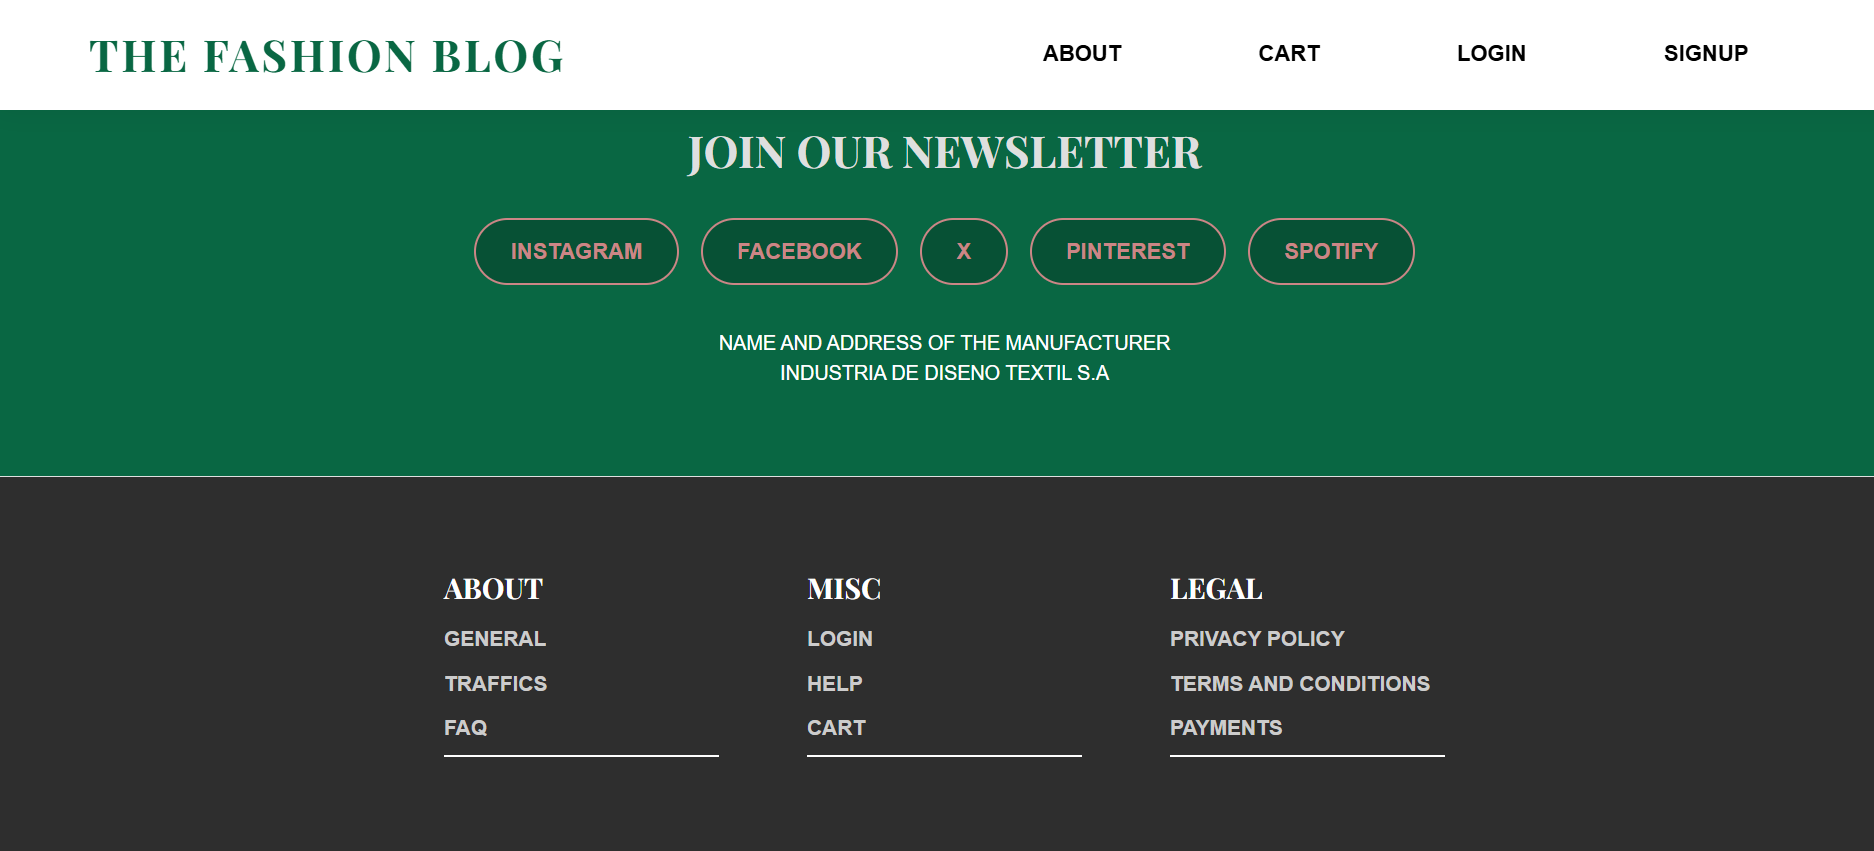 THE FASHION BLOG ABOUT CART LOGIN SIGNUP
JOIN OUR NEWSLETTER
INSTAGRAM FACEBOOK X PINTEREST SPOTIFY
NAME AND ADDRESS OF THE MANUFACTURER
INDUSTRIA DE DISENO TEXTIL S.A
ABOUT
GENERAL
TRAFFICS
FAQ
MISC
LOGIN
HELP
CART
LEGAL
PRIVACY POLICY
TERMS AND CONDITIONS
PAYMENTS